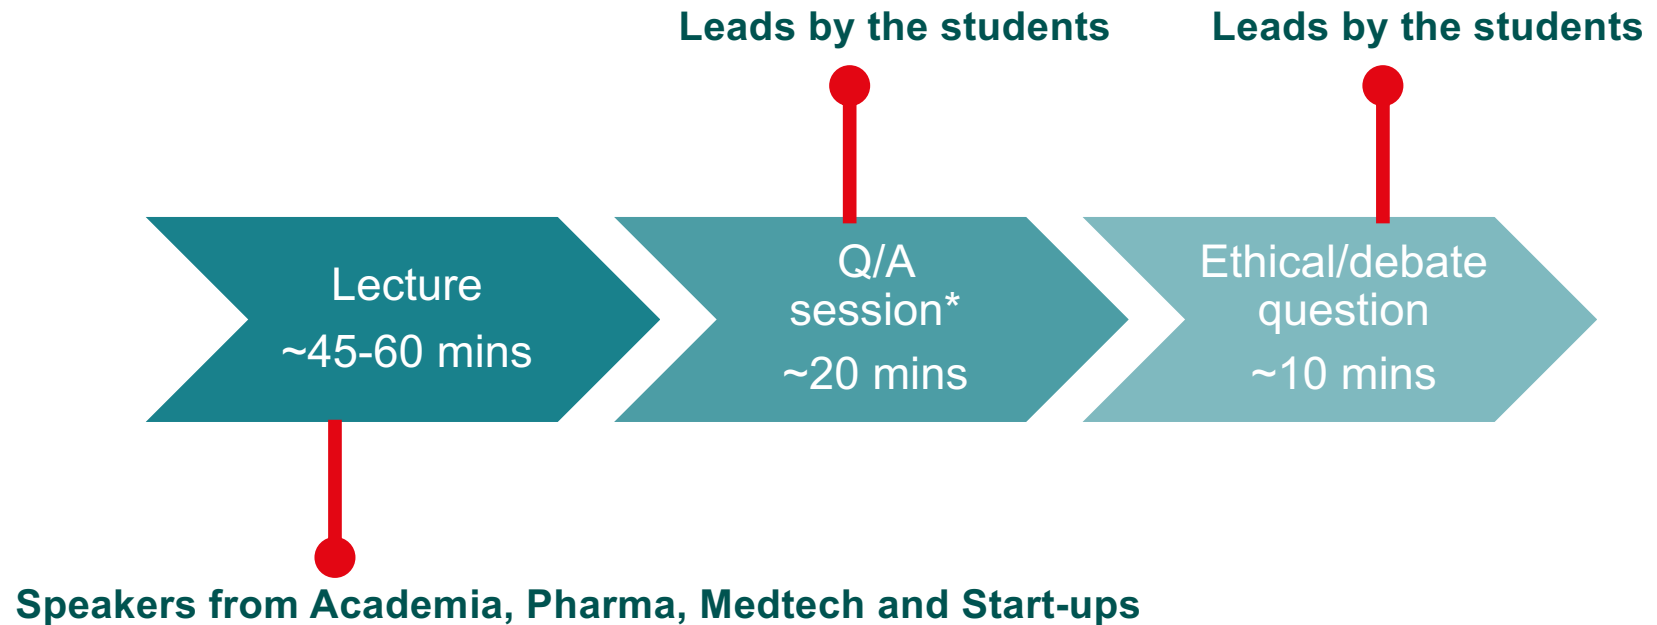 Leads by the students
Leads by the students
Lecture
~45-60 mins
Q/A
session*
~20 mins
Ethical/debate
question
~10 mins
Speakers from Academia, Pharma, Medtech and Start-ups